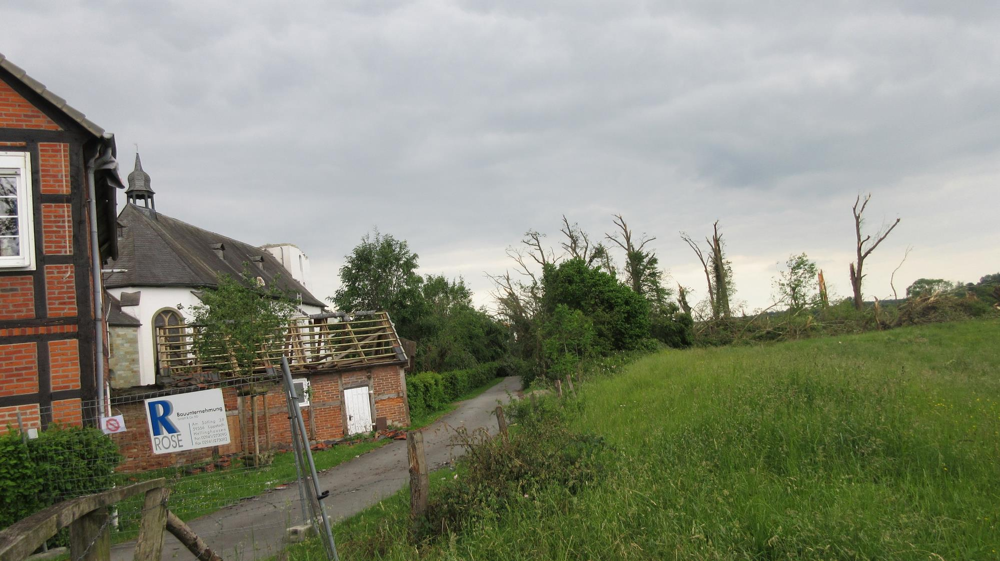 R
ROSE
Bauunternehmung
GmbH & Co. KG
Am Sötling 39
59556 Lippstadt-
Hellinghausen
Fon 02941/273090
Fax 02941/273092